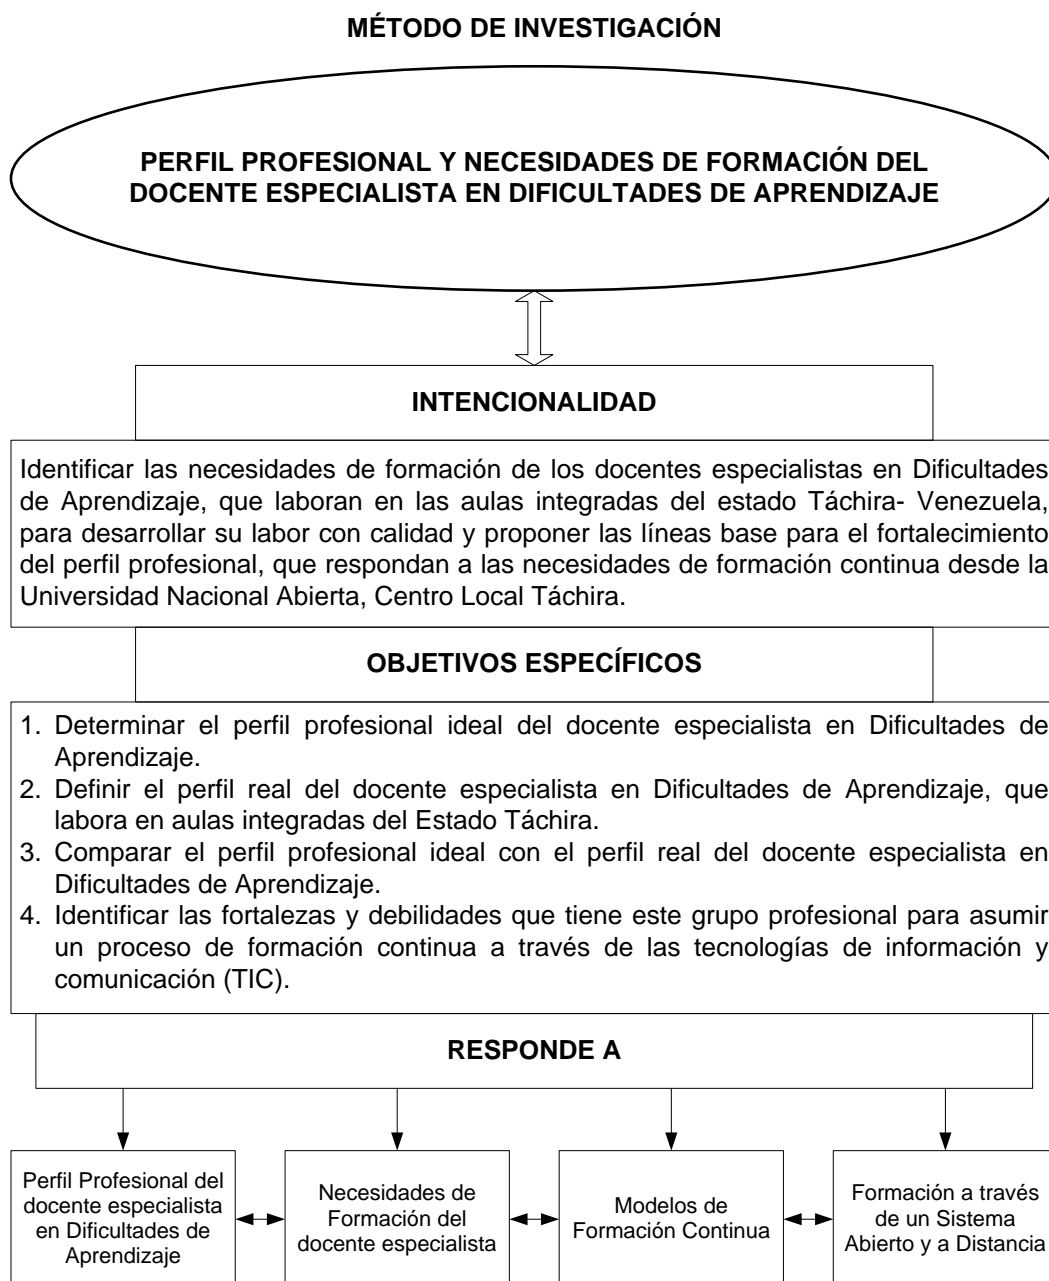 MÉTODO DE INVESTIGACIÓN
PERFIL PROFESIONAL Y NECESIDADES DE FORMACIÓN DEL
DOCENTE ESPECIALISTA EN DIFICULTADES DE APRENDIZAJE
INTENCIONALIDAD
Identificar las necesidades de formación de los docentes especialistas en Dificultades
de Aprendizaje, que laboran en las aulas integradas del estado Táchira- Venezuela,
para desarrollar su labor con calidad y proponer las líneas base para el fortalecimiento
del perfil profesional, que respondan a las necesidades de formación continua desde la
Universidad Nacional Abierta, Centro Local Táchira.
OBJETIVOS ESPECÍFICOS
1. Determinar el perfil profesional ideal del docente especialista en Dificultades de
Aprendizaje.
2. Definir el perfil real del docente especialista en Dificultades de Aprendizaje, que
labora en aulas integradas del Estado Táchira.
3. Comparar el perfil profesional ideal con el perfil real del docente especialista en
Dificultades de Aprendizaje.
4. Identificar las fortalezas y debilidades que tiene este grupo profesional para asumir
un proceso de formación continua a través de las tecnologías de información y
comunicación (TIC).
RESPONDE A
Perfil Profesional del
docente especialista
en Dificultades de
Aprendizaje
Necesidades de
Formación del
docente especialista
Modelos de
Formación Continua
Formación a través
de un Sistema
Abierto y a Distancia